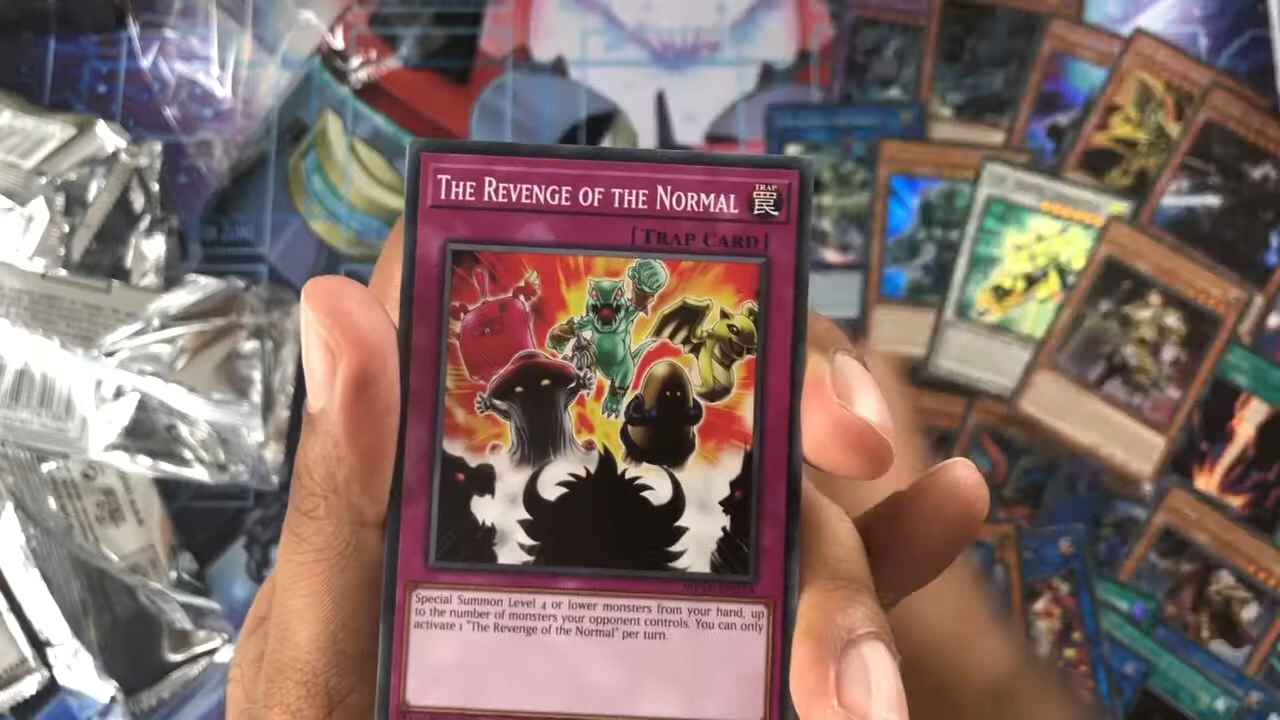 THE REVENGE OF THE NORMAL
TRAP
罠
[TRAP CARD]
Special Summon Level 4 or lower monsters from your hand, up
to the number of monsters your opponent controls. You can only
activate 1 "The Revenge of the Normal" per turn.